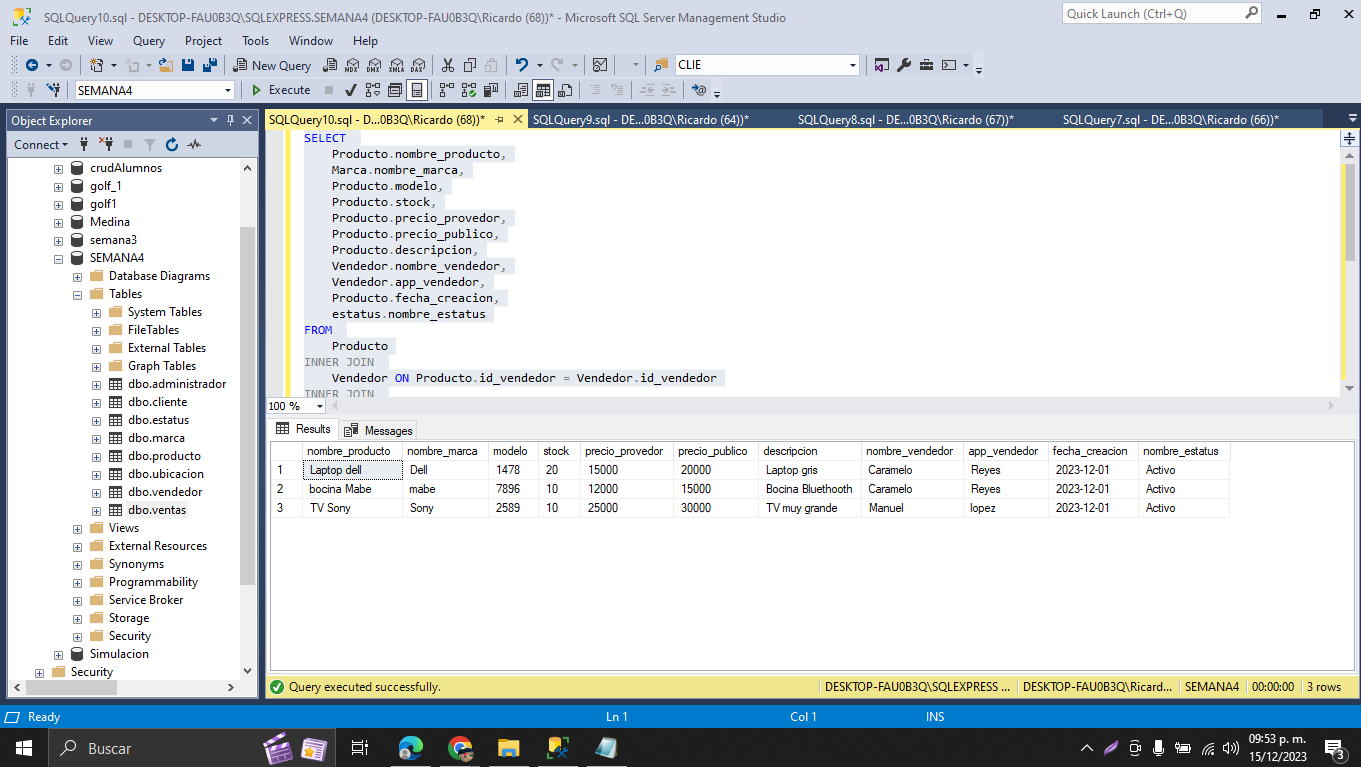 SQLQuery10.sql - DESKTOP-FAU0B3Q\SQLEXPRESS.SEMANA4 (DESKTOP-FAU0B3Q\Ricardo (68))* - Microsoft SQL Server Management Studio
Quick Launch (Ctrl+Q)
File Edit View Query Project Tools Window Help
New Query MDX DMX XMLA DAX CLIE
SEMANA4 Execute
Object Explorer
Connect
crudAlumnos
golf_1
golf1
Medina
semana3
SEMANA4
Database Diagrams
Tables
System Tables
FileTables
External Tables
Graph Tables
dbo.administrador
dbo.cliente
dbo.estatus
dbo.marca
dbo.producto
dbo.ubicacion
dbo.vendedor
dbo.ventas
Views
External Resources
Synonyms
Programmability
Service Broker
Storage
Security
Simulacion
Security
SQLQuery10.sql - D...0B3Q\Ricardo (68))* SQLQuery9.sql - DE...0B3Q\Ricardo (64))* SQLQuery8.sql - DE...0B3Q\Ricardo (67))* SQLQuery7.sql - DE...0B3Q\Ricardo (66))*
SELECT
Producto.nombre_producto,
Marca.nombre_marca,
Producto.modelo,
Producto.stock,
Producto.precio_provedor,
Producto.precio_publico,
Producto.descripcion,
Vendedor.nombre_vendedor,
Vendedor.app_vendedor,
Producto.fecha_creacion,
estatus.nombre_estatus
FROM
Producto
INNER JOIN
Vendedor ON Producto.id_vendedor = Vendedor.id_vendedor
INNER JOIN
100 %
Results Messages
nombre_producto nombre_marca modelo stock precio_provedor precio_publico descripcion nombre_vendedor app_vendedor fecha_creacion nombre_estatus
1 Laptop dell Dell 1478 20 15000 20000 Laptop gris Caramelo Reyes 2023-12-01 Activo
2 bocina Mabe mabe 7896 10 12000 15000 Bocina Bluethooth Caramelo Reyes 2023-12-01 Activo
3 TV Sony Sony 2589 10 25000 30000 TV muy grande Manuel lopez 2023-12-01 Activo
Query executed successfully. DESKTOP-FAU0B3Q\SQLEXPRESS ... DESKTOP-FAU0B3Q\Ricard... SEMANA4 00:00:00 3 rows
Ready Ln 1 Col 1 INS
Buscar
09:53 p. m.
15/12/2023
3